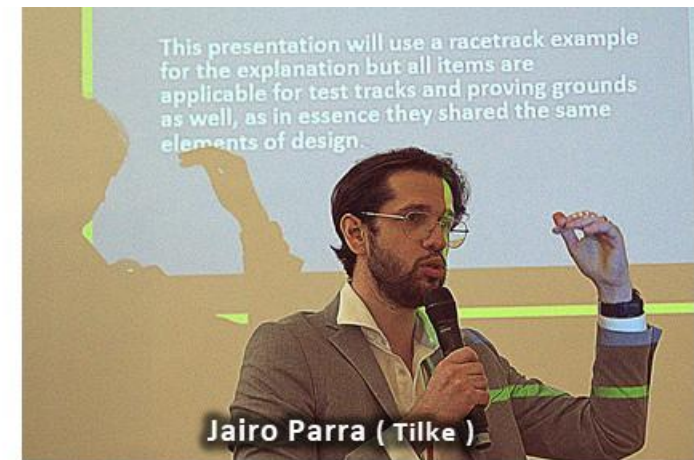 This presentation will use a racetrack example
for the explanation but all items are
applicable for test tracks and proving grounds
as well, as in essence they shared the same
elements of design.
Jairo Parra ( Tilke )